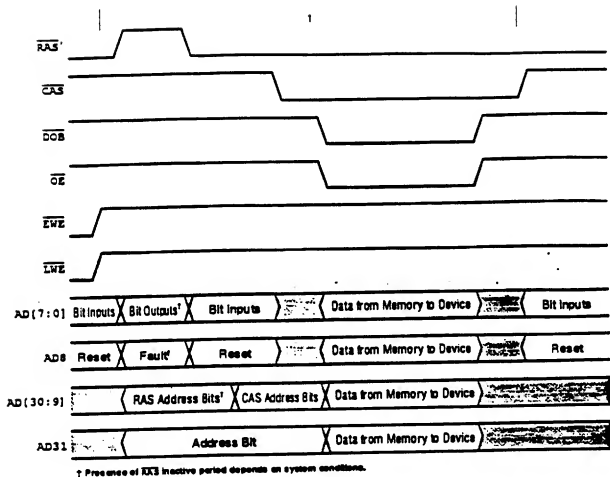 RAS†
CAS
DOB
OE
EWE
LWE
AD[7:0] Bit Inputs Bit Outputs† Bit Inputs Data from Memory to Device Bit Inputs
AD8 Reset Fault† Reset Data from Memory to Device Reset
AD[30:9] RAS Address Bits† CAS Address Bits Data from Memory to Device
AD31 Address Bit Data from Memory to Device
† Presence of RAS inactive period depends on system conditions.